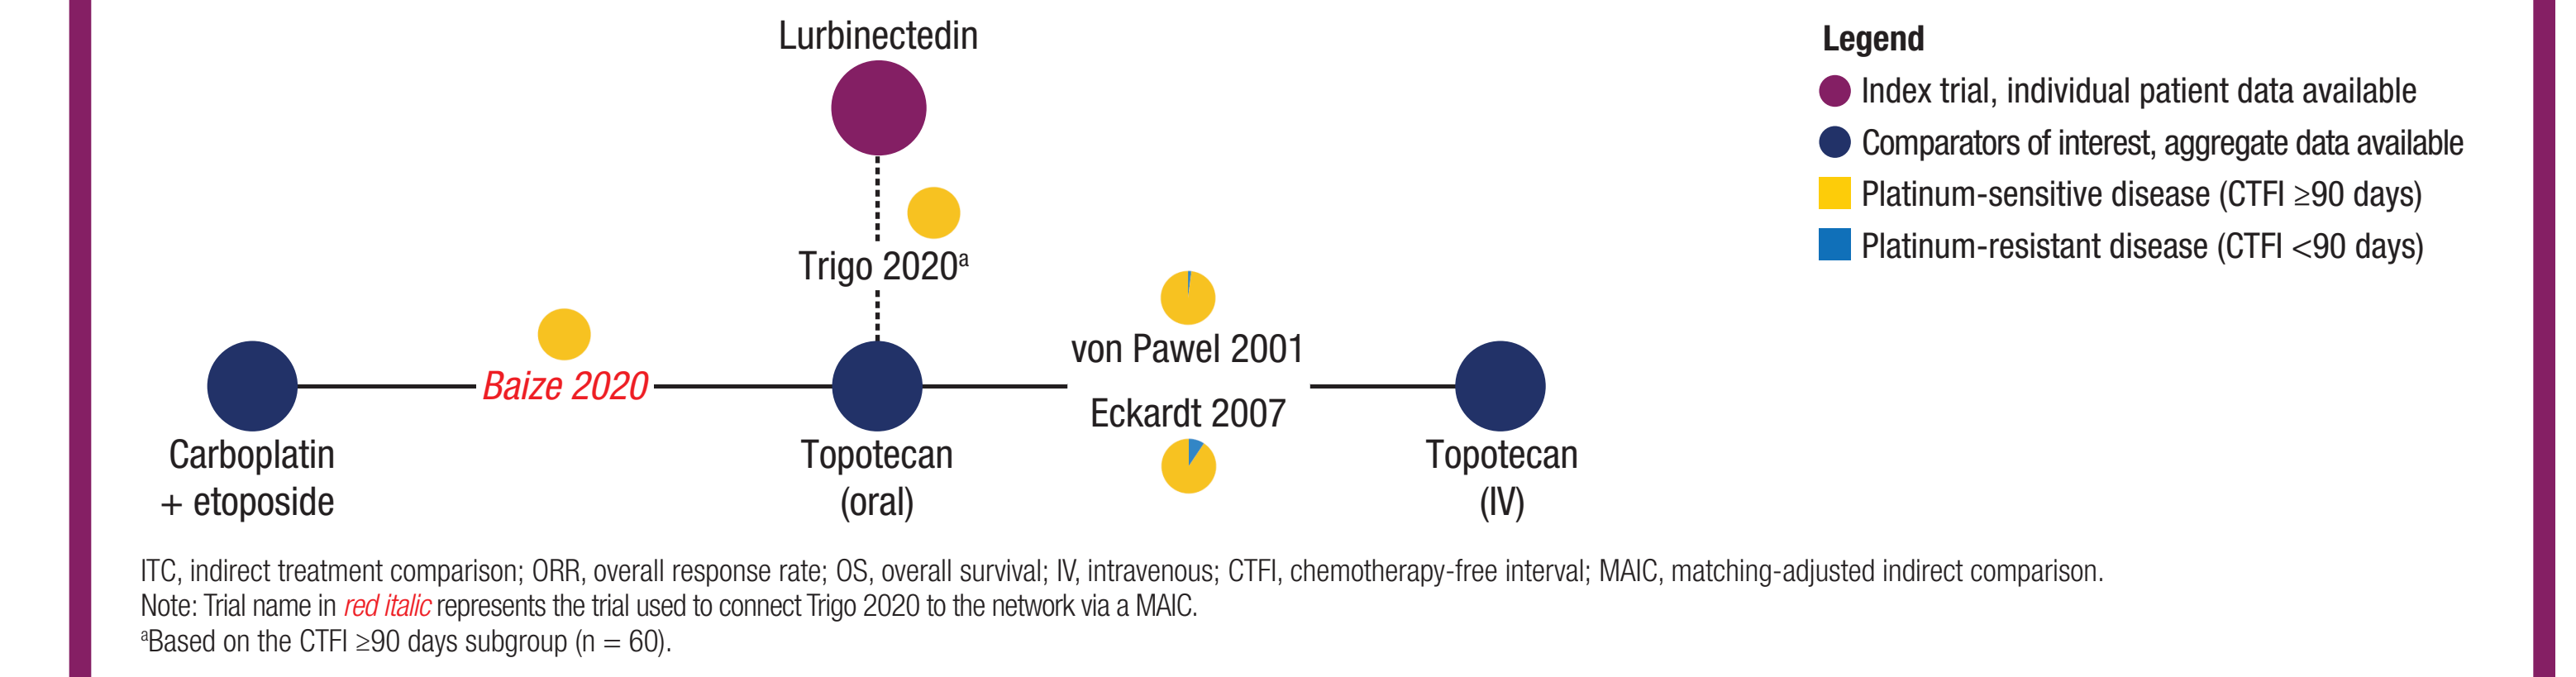 Lurbinectedin
Trigo 2020ᵃ
Baize 2020
von Pawel 2001
Eckardt 2007
Carboplatin
+ etoposide
Topotecan
(oral)
Topotecan
(IV)
Legend
Index trial, individual patient data available
Comparators of interest, aggregate data available
Platinum-sensitive disease (CTFI ≥90 days)
Platinum-resistant disease (CTFI <90 days)
ITC, indirect treatment comparison; ORR, overall response rate; OS, overall survival; IV, intravenous; CTFI, chemotherapy-free interval; MAIC, matching-adjusted indirect comparison.
Note: Trial name in red italic represents the trial used to connect Trigo 2020 to the network via a MAIC.
ᵃBased on the CTFI ≥90 days subgroup (n = 60).